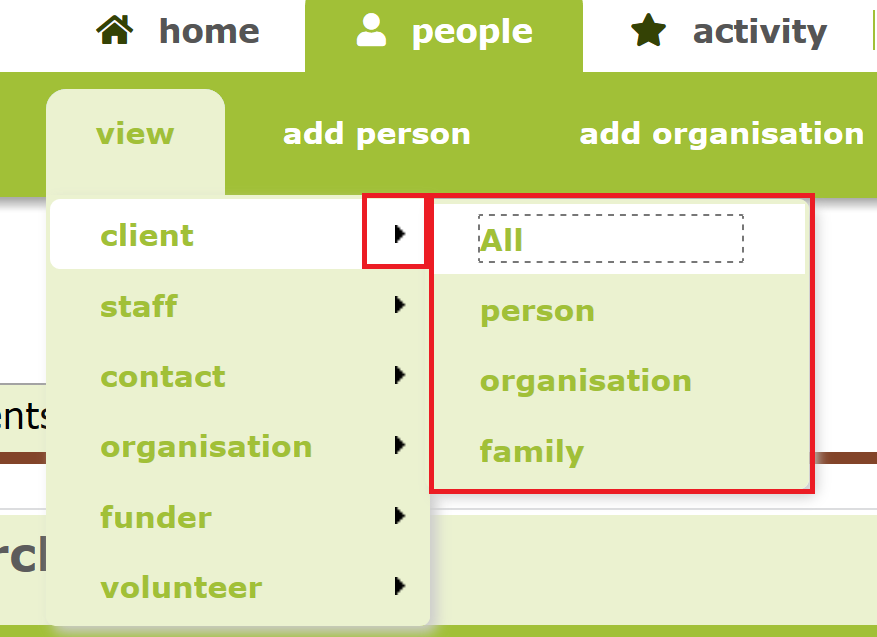 home people activity
view add person add organisation
client
All
staff
person
contact
organisation
organisation
family
funder
volunteer